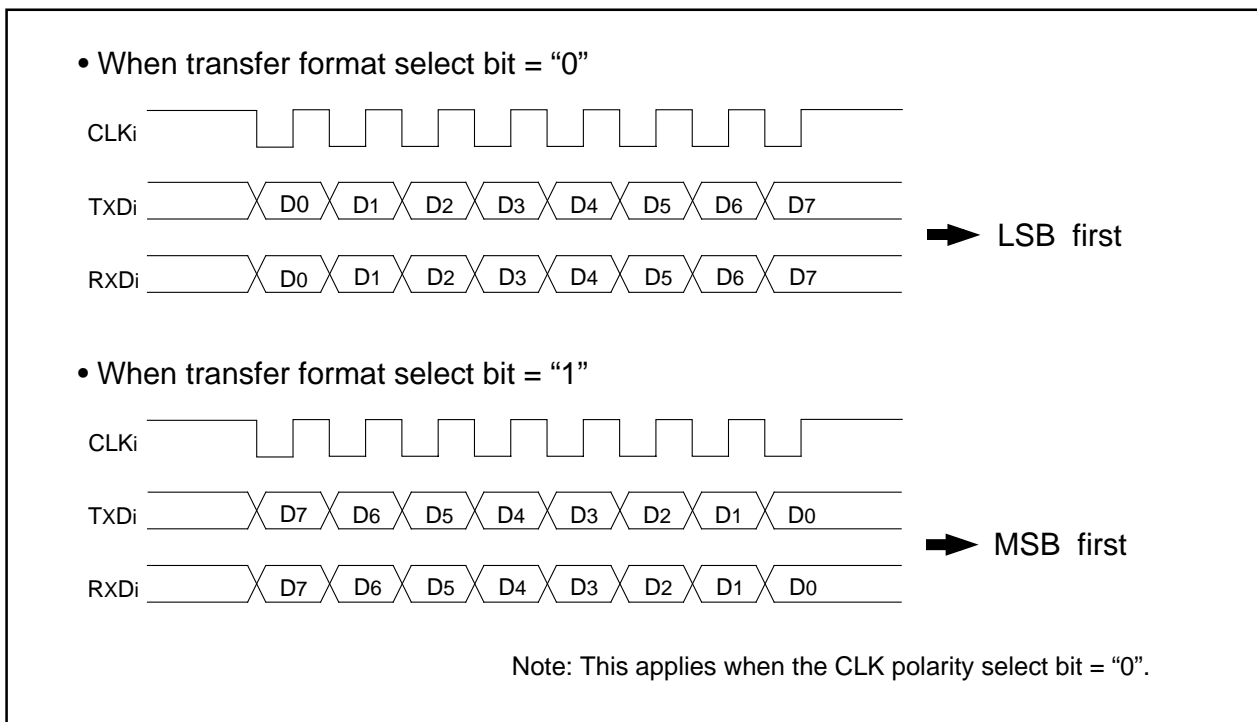 • When transfer format select bit = “0”
CLKi
TXDi D0 D1 D2 D3 D4 D5 D6 D7
RXDi D0 D1 D2 D3 D4 D5 D6 D7
LSB first
• When transfer format select bit = “1”
CLKi
TXDi D7 D6 D5 D4 D3 D2 D1 D0
RXDi D7 D6 D5 D4 D3 D2 D1 D0
MSB first
Note: This applies when the CLK polarity select bit = “0”.